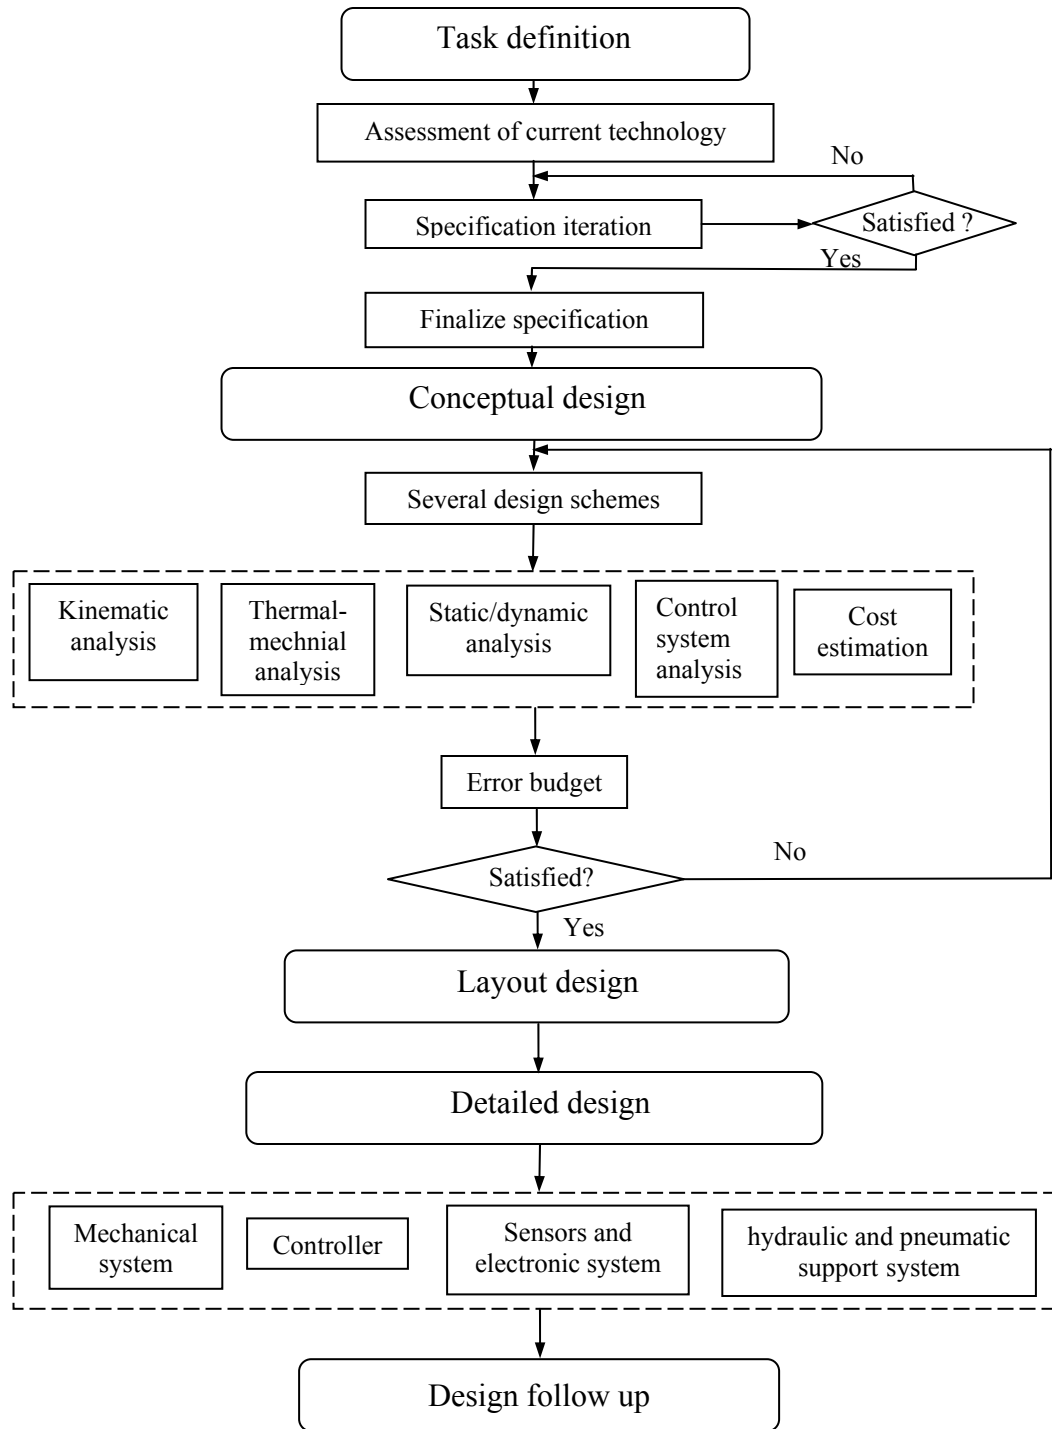 Task definition
Assessment of current technology
No
Specification iteration
Satisfied ?
Yes
Finalize specification
Conceptual design
Several design schemes
Kinematic
analysis
Thermal-
mechnial
analysis
Static/dynamic
analysis
Control
system
analysis
Cost
estimation
Error budget
Satisfied?
No
Yes
Layout design
Detailed design
Mechanical
system
Controller
Sensors and
electronic system
hydraulic and pneumatic
support system
Design follow up